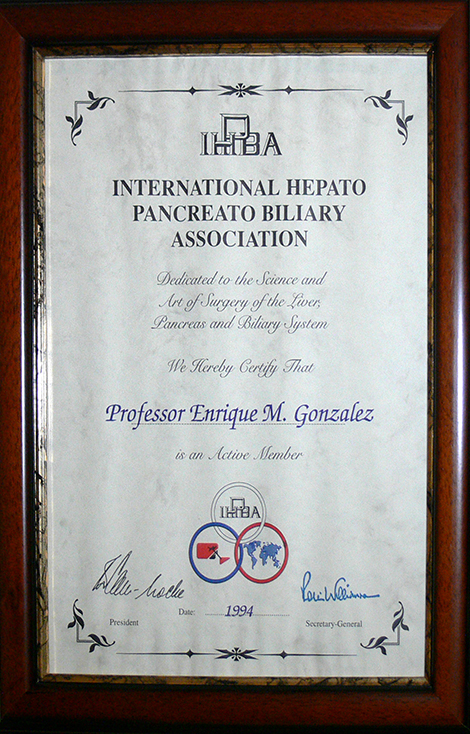 IHPBA
INTERNATIONAL HEPATO
PANCREATO BILIARY
ASSOCIATION
Dedicated to the Science and
Art of Surgery of the Liver,
Pancreas and Biliary System
We Hereby Certify That
Professor Enrique M. Gonzalez
is an Active Member
IHPBA
President
Date: 1994
Secretary-General